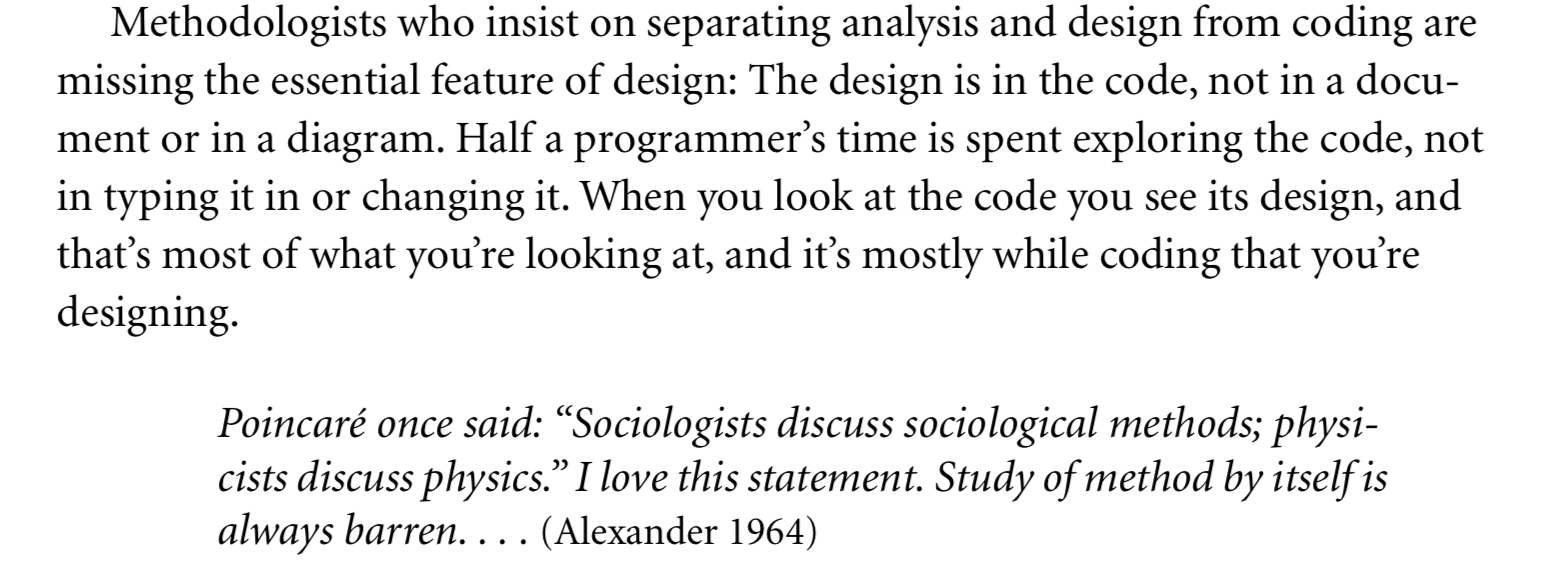 Methodologists who insist on separating analysis and design from coding are
missing the essential feature of design: The design is in the code, not in a docu-
ment or in a diagram. Half a programmer’s time is spent exploring the code, not
in typing it in or changing it. When you look at the code you see its design, and
that’s most of what you’re looking at, and it’s mostly while coding that you’re
designing.
Poincaré once said: “Sociologists discuss sociological methods; physi-
cists discuss physics.” I love this statement. Study of method by itself is
always barren. . . . (Alexander 1964)